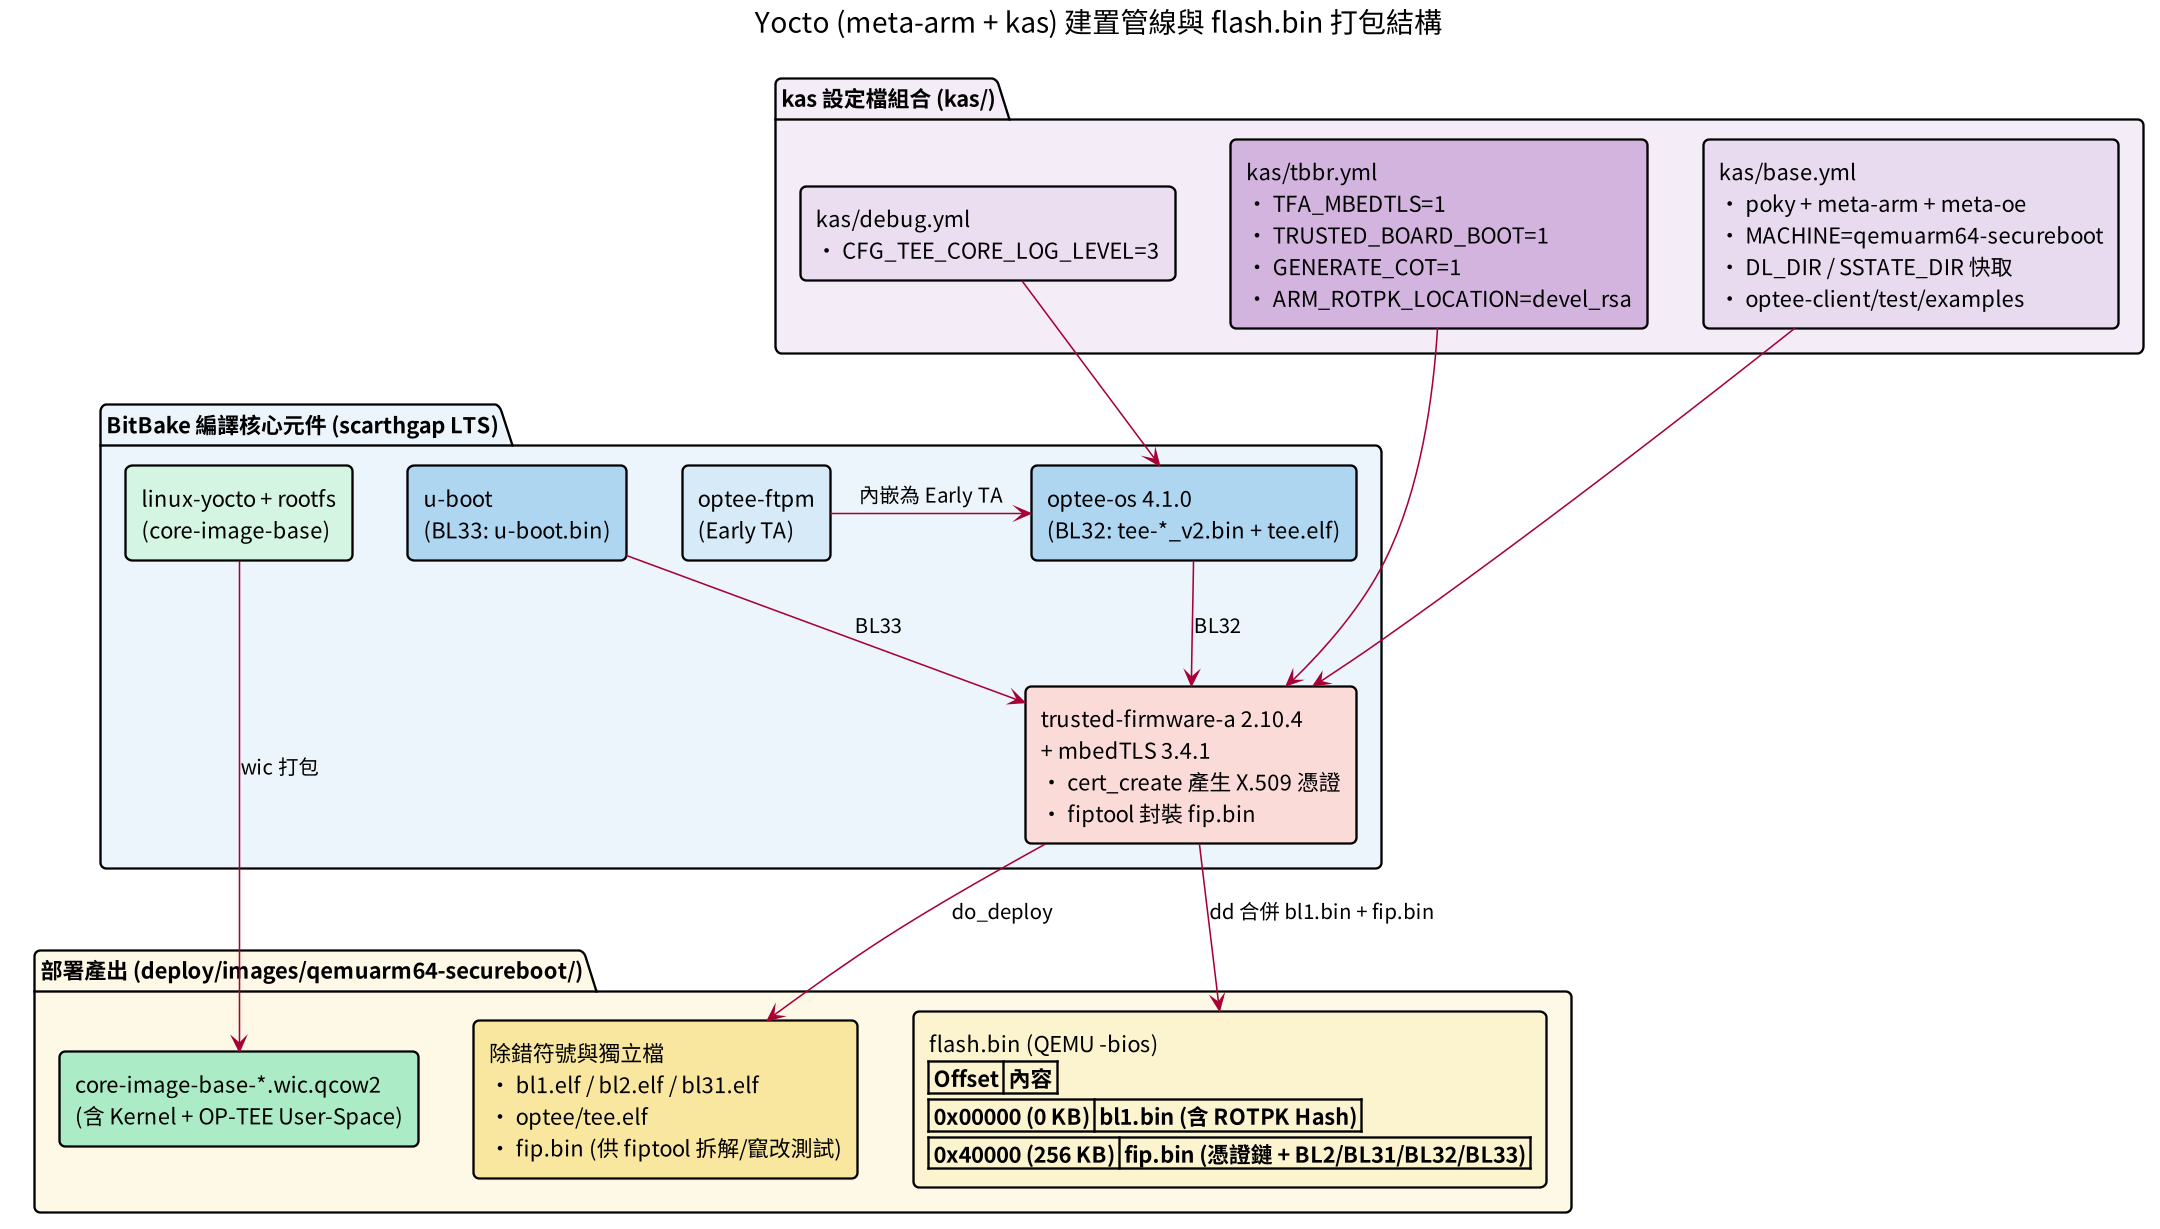 Yocto (meta-arm + kas) 建置管線與 flash.bin 打包結構
kas 設定檔組合 (kas/)
kas/debug.yml
• CFG_TEE_CORE_LOG_LEVEL=3
kas/tbbr.yml
• TFA_MBEDTLS=1
• TRUSTED_BOARD_BOOT=1
• GENERATE_COT=1
• ARM_ROTPK_LOCATION=devel_rsa
kas/base.yml
• poky + meta-arm + meta-oe
• MACHINE=qemuarm64-secureboot
• DL_DIR / SSTATE_DIR 快取
• optee-client/test/examples
BitBake 編譯核心元件 (scarthgap LTS)
linux-yocto + rootfs
(core-image-base)
u-boot
(BL33: u-boot.bin)
optee-ftpm
(Early TA)
內嵌為 Early TA
optee-os 4.1.0
(BL32: tee-*_v2.bin + tee.elf)
BL33
BL32
trusted-firmware-a 2.10.4
+ mbedTLS 3.4.1
• cert_create 產生 X.509 憑證
• fiptool 封裝 fip.bin
wic 打包
do_deploy
dd 合併 bl1.bin + fip.bin
部署產出 (deploy/images/qemuarm64-secureboot/)
core-image-base-*.wic.qcow2
(含 Kernel + OP-TEE User-Space)
除錯符號與獨立檔
• bl1.elf / bl2.elf / bl31.elf
• optee/tee.elf
• fip.bin (供 fiptool 拆解/竄改測試)
flash.bin (QEMU -bios)
Offset 內容
0x00000 (0 KB) bl1.bin (含 ROTPK Hash)
0x40000 (256 KB) fip.bin (憑證鏈 + BL2/BL31/BL32/BL33)